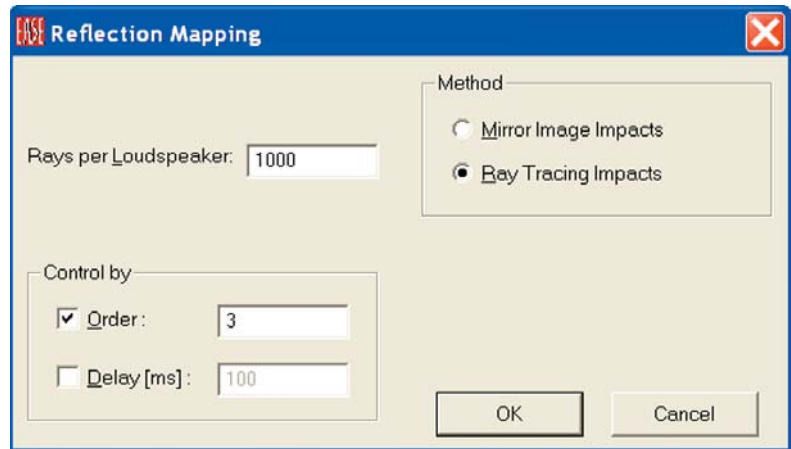 EASE Reflection Mapping
Method
Mirror Image Impacts
Rays per Loudspeaker: 1000
Ray Tracing Impacts
Control by
Order: 3
Delay [ms]: 100
OK Cancel